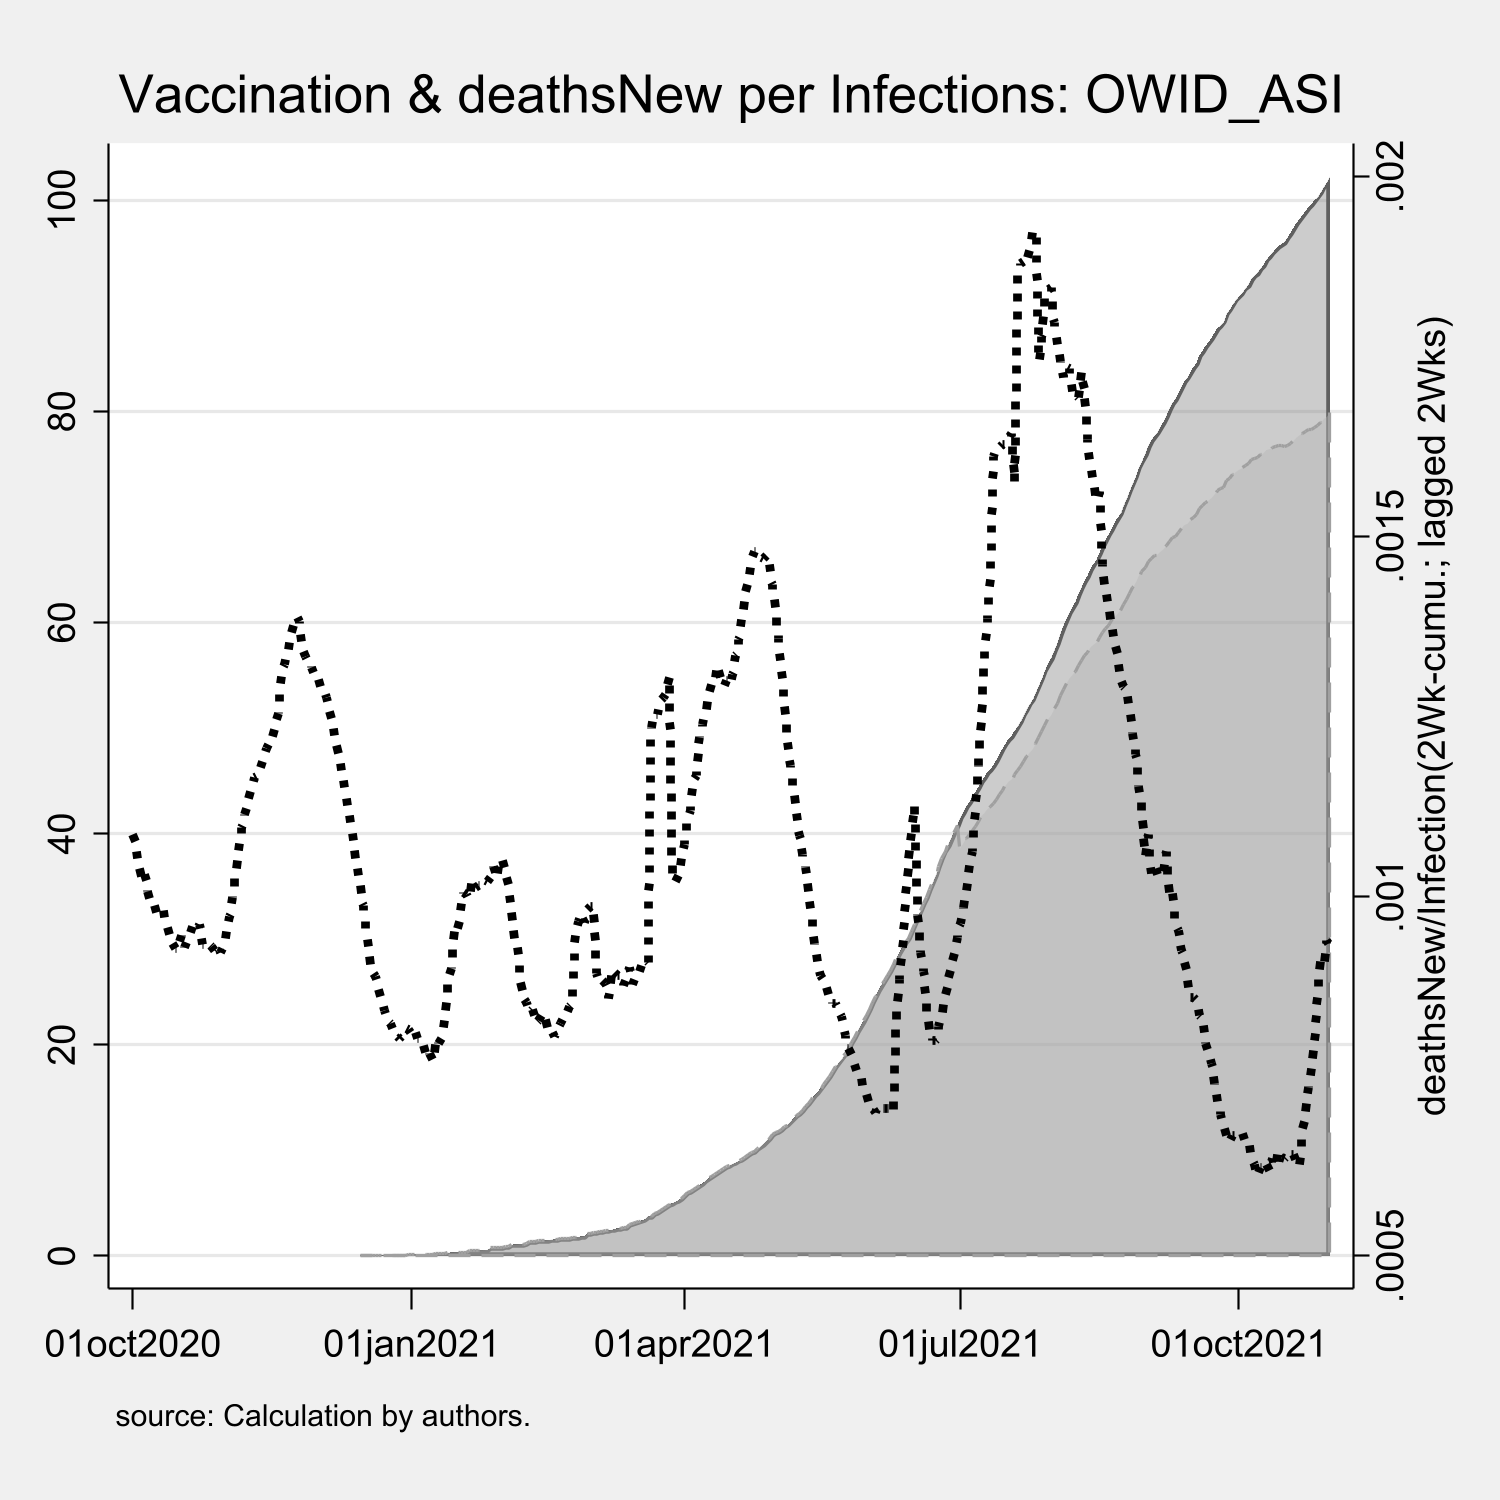 Vaccination & deathsNew per Infections: OWID_ASI
100
80
60
40
20
0
.002
.0015
.001
.0005
deathsNew/Infection(2Wk-cumu.; lagged 2Wks)
01oct2020
01jan2021
01apr2021
01jul2021
01oct2021
source: Calculation by authors.